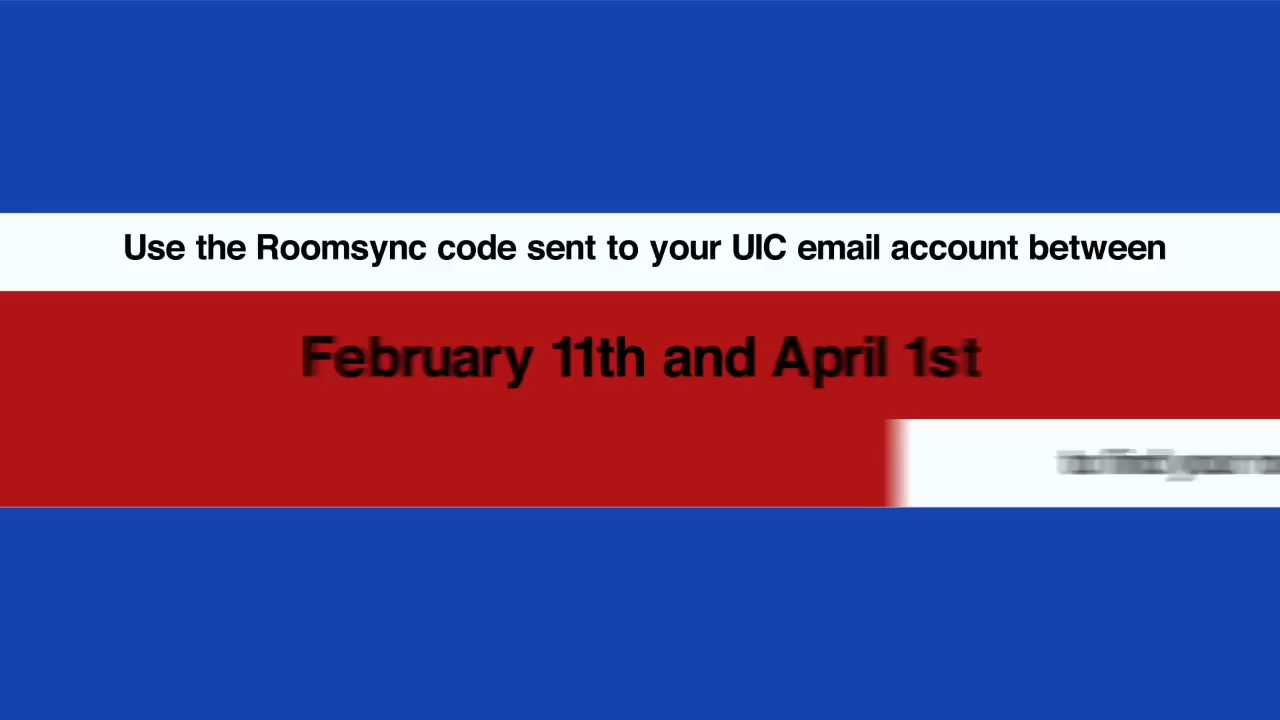 Use the Roomsync code sent to your UIC email account between
February 11th and April 1st